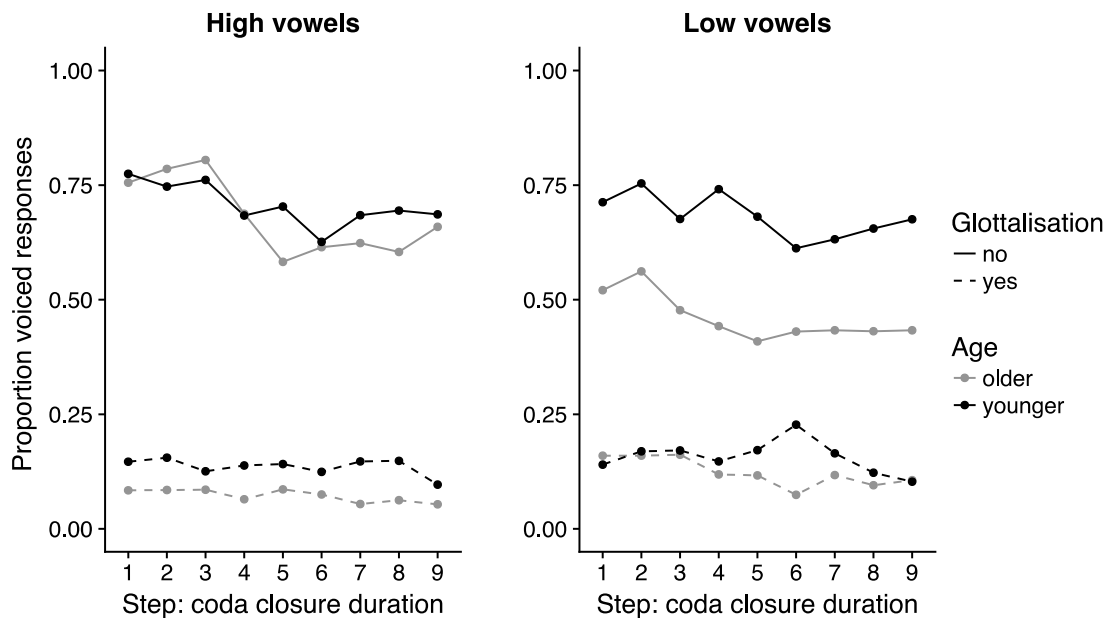 High vowels
Low vowels
Proportion voiced responses
1.00
0.75
0.50
0.25
0.00
1 2 3 4 5 6 7 8 9
Step: coda closure duration
1.00
0.75
0.50
0.25
0.00
1 2 3 4 5 6 7 8 9
Step: coda closure duration
Glottalisation
no
yes
Age
older
younger